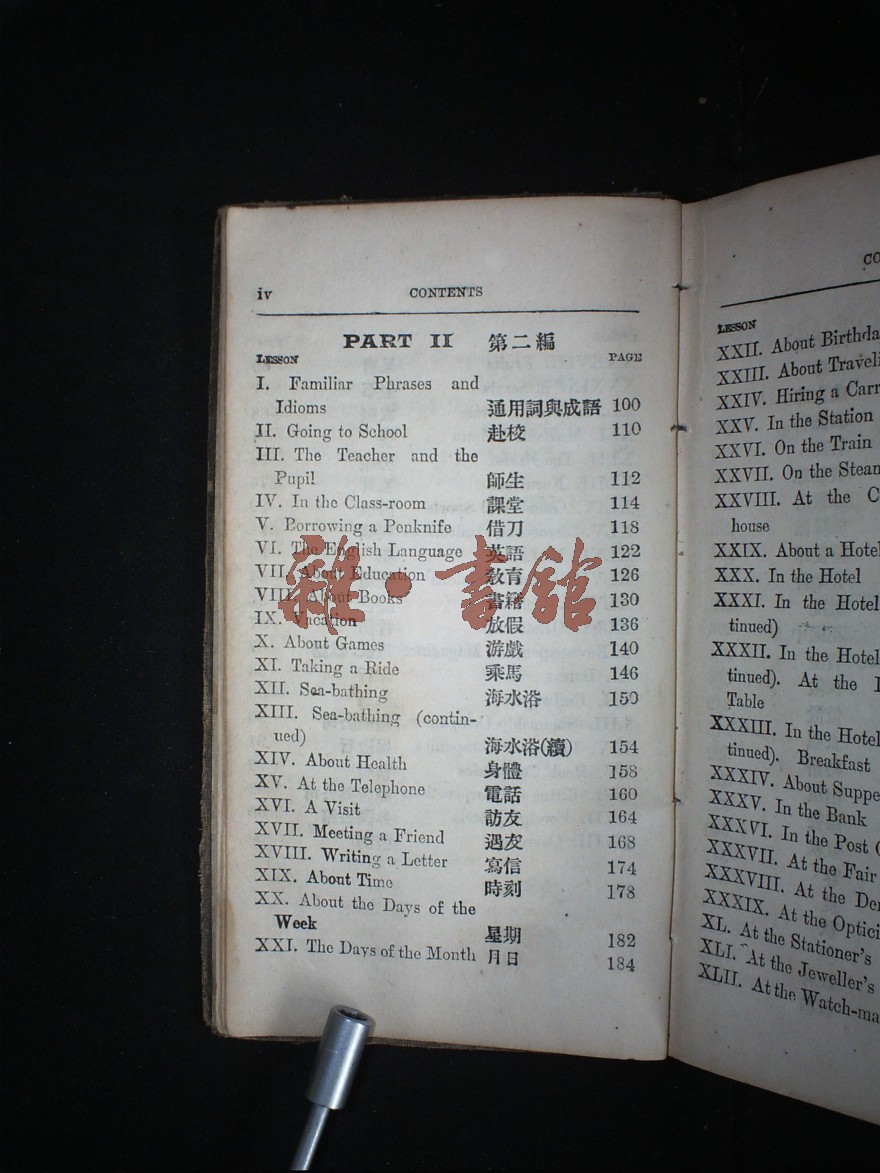 iv CONTENTS
PART II 第二編
LESSON PAGE
I. Familiar Phrases and
Idioms 通用詞與成語 100
II. Going to School 赴校 110
III. The Teacher and the
Pupil 師生 112
IV. In the Class-room 課堂 114
V. Borrowing a Penknife 借刀 118
VI. The English Language 英語 122
VII. About Education 教育 126
VIII. About Books 書籍 130
IX. Vacation 放假 136
X. About Games 游戲 140
XI. Taking a Ride 乘馬 146
XII. Sea-bathing 海水浴 150
XIII. Sea-bathing (contin-
ued) 海水浴(續) 154
XIV. About Health 身體 158
XV. At the Telephone 電話 160
XVI. A Visit 訪友 164
XVII. Meeting a Friend 遇友 168
XVIII. Writing a Letter 寫信 174
XIX. About Time 時刻 178
XX. About the Days of the
Week 星期 182
XXI. The Days of the Month 月日 184
雜·書館
CO
LESSON
XXII. About Birthda
XXIII. About Traveli
XXIV. Hiring a Carr
XXV. In the Station
XXVI. On the Train
XXVII. On the Steam
XXVIII. At the C
house
XXIX. About a Hotel
XXX. In the Hotel
XXXI. In the Hotel
tinued)
XXXII. In the Hotel
tinued). At the
Table
XXXIII. In the Hotel
tinued). Breakfast
XXXIV. About Suppe
XXXV. In the Bank
XXXVI. In the Post
XXXVII. At the Fair
XXXVIII. At the De
XXXIX. At the Optici
XL. At the Stationer's
XLI. At the Jeweller's
XLII. At the Watch-ma